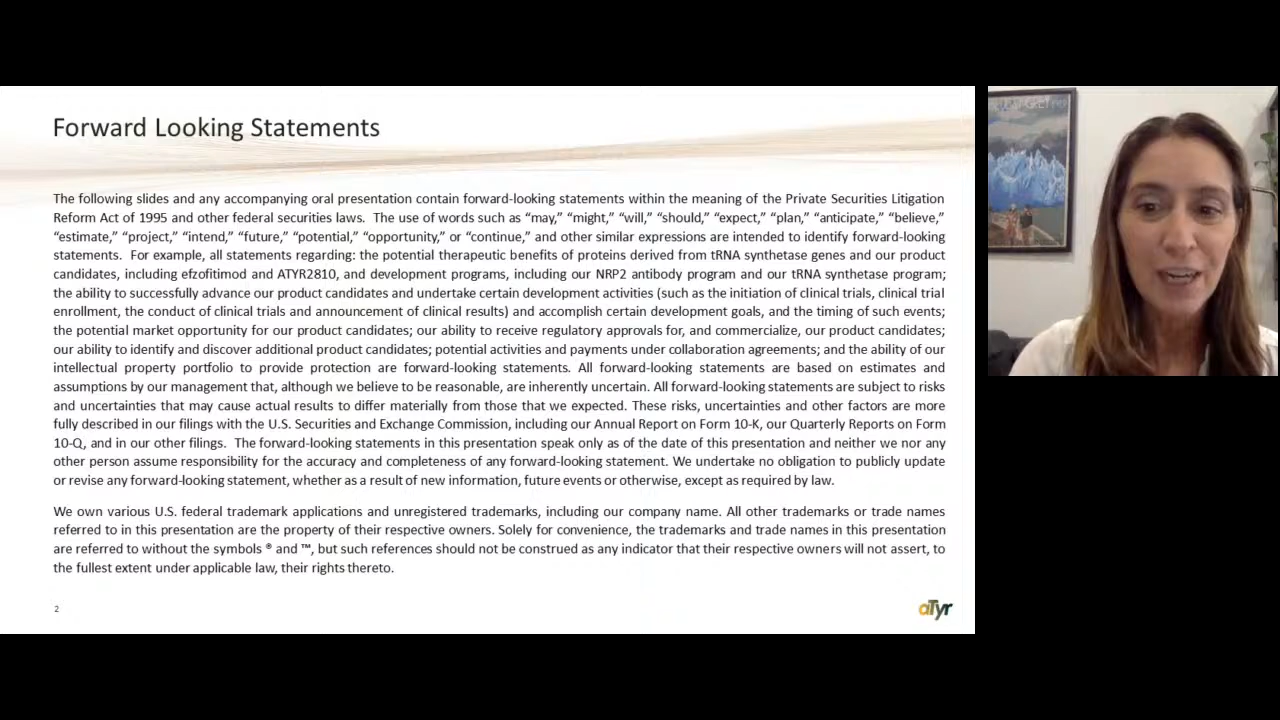 Forward Looking Statements
The following slides and any accompanying oral presentation contain forward-looking statements within the meaning of the Private Securities Litigation
Reform Act of 1995 and other federal securities laws.  The use of words such as “may,” “might,” “will,” “should,” “expect,” “plan,” “anticipate,” “believe,”
“estimate,” “project,” “intend,” “future,” “potential,” “opportunity,” or “continue,” and other similar expressions are intended to identify forward-looking
statements.  For example, all statements regarding: the potential therapeutic benefits of proteins derived from tRNA synthetase genes and our product
candidates, including efzofitimod and ATYR2810, and development programs, including our NRP2 antibody program and our tRNA synthetase program;
the ability to successfully advance our product candidates and undertake certain development activities (such as the initiation of clinical trials, clinical trial
enrollment, the conduct of clinical trials and announcement of clinical results) and accomplish certain development goals, and the timing of such events;
the potential market opportunity for our product candidates; our ability to receive regulatory approvals for, and commercialize, our product candidates;
our ability to identify and discover additional product candidates; potential activities and payments under collaboration agreements; and the ability of our
intellectual property portfolio to provide protection are forward-looking statements. All forward-looking statements are based on estimates and
assumptions by our management that, although we believe to be reasonable, are inherently uncertain. All forward-looking statements are subject to risks
and uncertainties that may cause actual results to differ materially from those that we expected. These risks, uncertainties and other factors are more
fully described in our filings with the U.S. Securities and Exchange Commission, including our Annual Report on Form 10-K, our Quarterly Reports on Form
10-Q, and in our other filings.  The forward-looking statements in this presentation speak only as of the date of this presentation and neither we nor any
other person assume responsibility for the accuracy and completeness of any forward-looking statement. We undertake no obligation to publicly update
or revise any forward-looking statement, whether as a result of new information, future events or otherwise, except as required by law.
We own various U.S. federal trademark applications and unregistered trademarks, including our company name. All other trademarks or trade names
referred to in this presentation are the property of their respective owners. Solely for convenience, the trademarks and trade names in this presentation
are referred to without the symbols ® and ™, but such references should not be construed as any indicator that their respective owners will not assert, to
the fullest extent under applicable law, their rights thereto.
2
aTyr